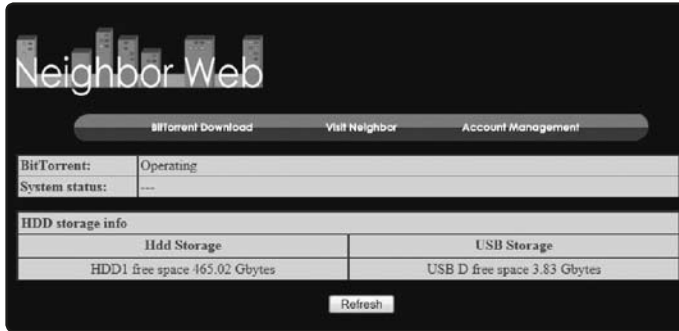 Neighbor Web
BitTorrent Download Visit Neighbor Account Management
BitTorrent: Operating
System status: ---
HDD storage info
Hdd Storage USB Storage
HDD1 free space 465.02 Gbytes USB D free space 3.83 Gbytes
Refresh